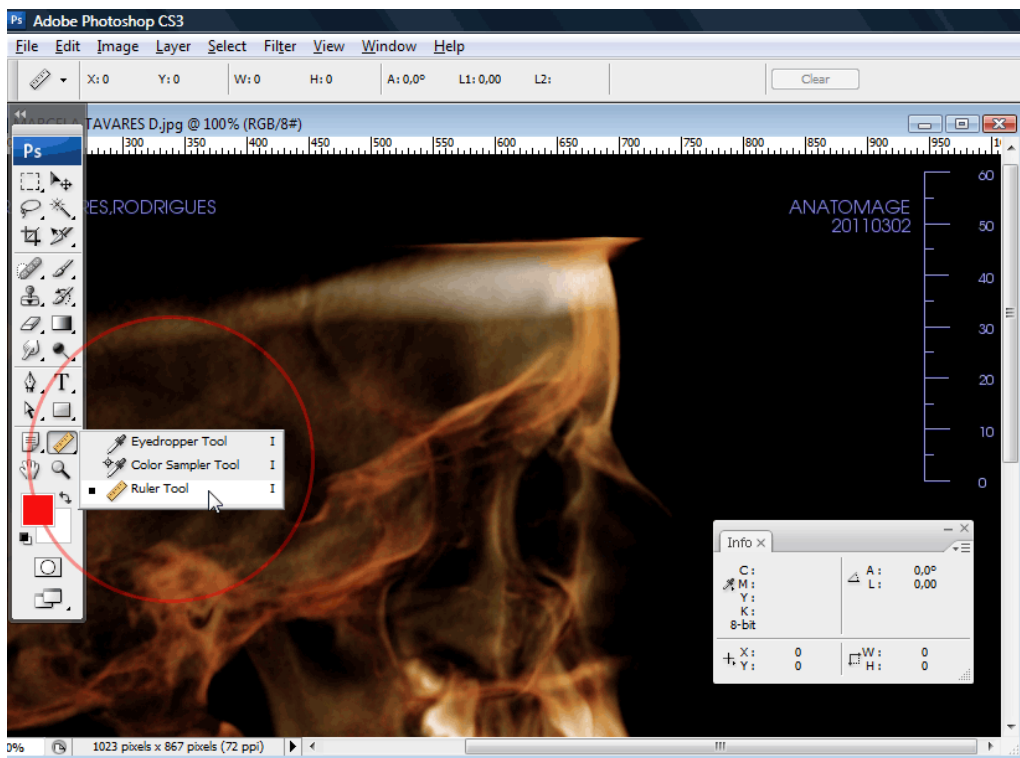 Ps Adobe Photoshop CS3
File Edit Image Layer Select Filter View Window Help
X: 0 Y: 0 W: 0 H: 0 A: 0,0° L1: 0,00 L2: Clear
MARCELA TAVARES D.jpg @ 100% (RGB/8#)
Ps
300 350 400 450 500 550 600 650 700 750 800 850 900 950
RES,RODRIGUES
ANATOMAGE
20110302
60
50
40
30
20
10
0
T
Eyedropper Tool I
Color Sampler Tool I
Ruler Tool I
Info
C:
M:
Y:
K:
8-bit
A: 0,0°
L: 0,00
X: 0
Y: 0
W: 0
H: 0
0% 1023 pixels x 867 pixels (72 ppi)